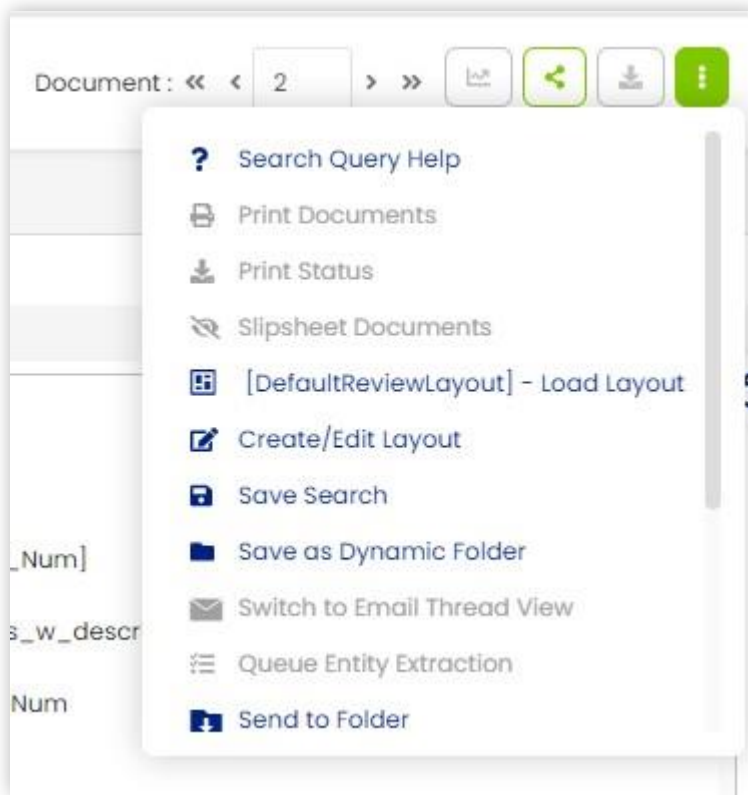 Document : « < 2 > »
? Search Query Help
Print Documents
Print Status
Slipsheet Documents
[DefaultReviewLayout] - Load Layout
Create/Edit Layout
Save Search
Save as Dynamic Folder
_Num]
Switch to Email Thread View
s_w_descr
Queue Entity Extraction
Num
Send to Folder